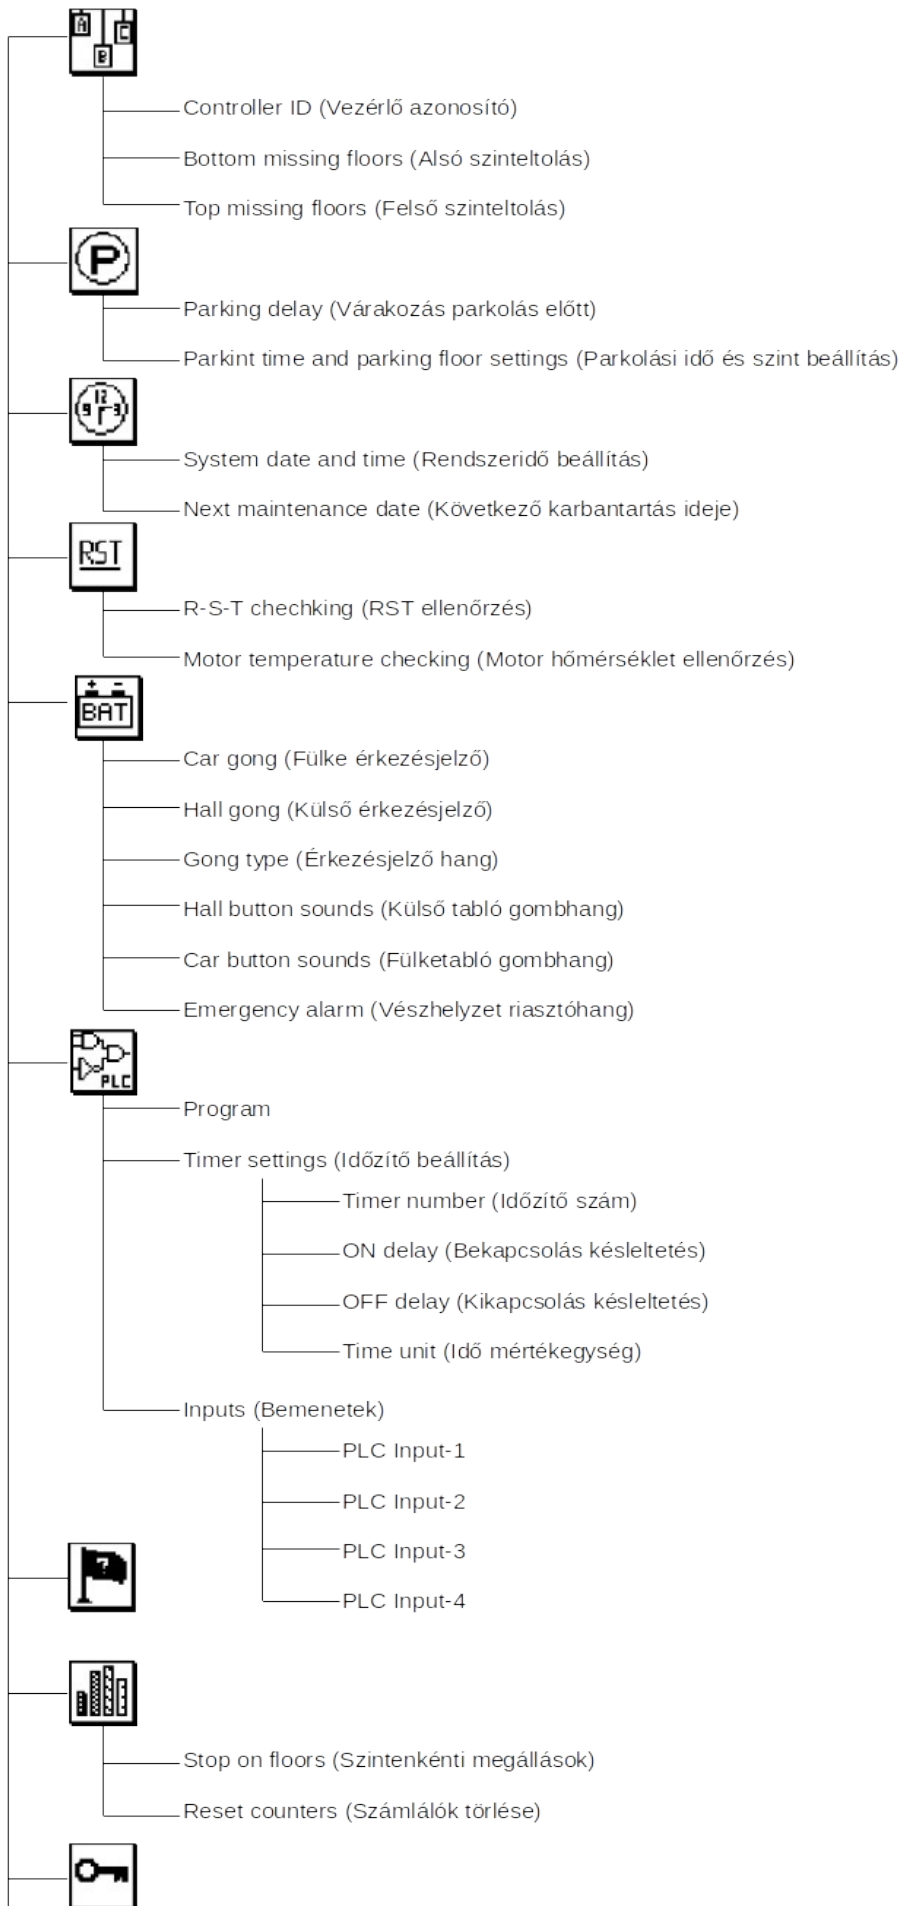 A C
B
Controller ID (Vezérlő azonosító)
Bottom missing floors (Alsó szinteltolás)
Top missing floors (Felső szinteltolás)
P
Parking delay (Várakozás parkolás előtt)
Parkint time and parking floor settings (Parkolási idő és szint beállítás)
12
9 3
System date and time (Rendszeridő beállítás)
Next maintenance date (Következő karbantartás ideje)
RST
R-S-T chechking (RST ellenőrzés)
Motor temperature checking (Motor hőmérséklet ellenőrzés)
+ -
BAT
Car gong (Fülke érkezésjelző)
Hall gong (Külső érkezésjelző)
Gong type (Érkezésjelző hang)
Hall button sounds (Külső tabló gombhang)
Car button sounds (Fülketabló gombhang)
Emergency alarm (Vészhelyzet riasztóhang)
PLC
Program
Timer settings (Időzítő beállítás)
Timer number (Időzítő szám)
ON delay (Bekapcsolás késleltetés)
OFF delay (Kikapcsolás késleltetés)
Time unit (Idő mértékegység)
Inputs (Bemenetek)
PLC Input-1
PLC Input-2
PLC Input-3
?
PLC Input-4
Stop on floors (Szintenkénti megállások)
Reset counters (Számlálók törlése)